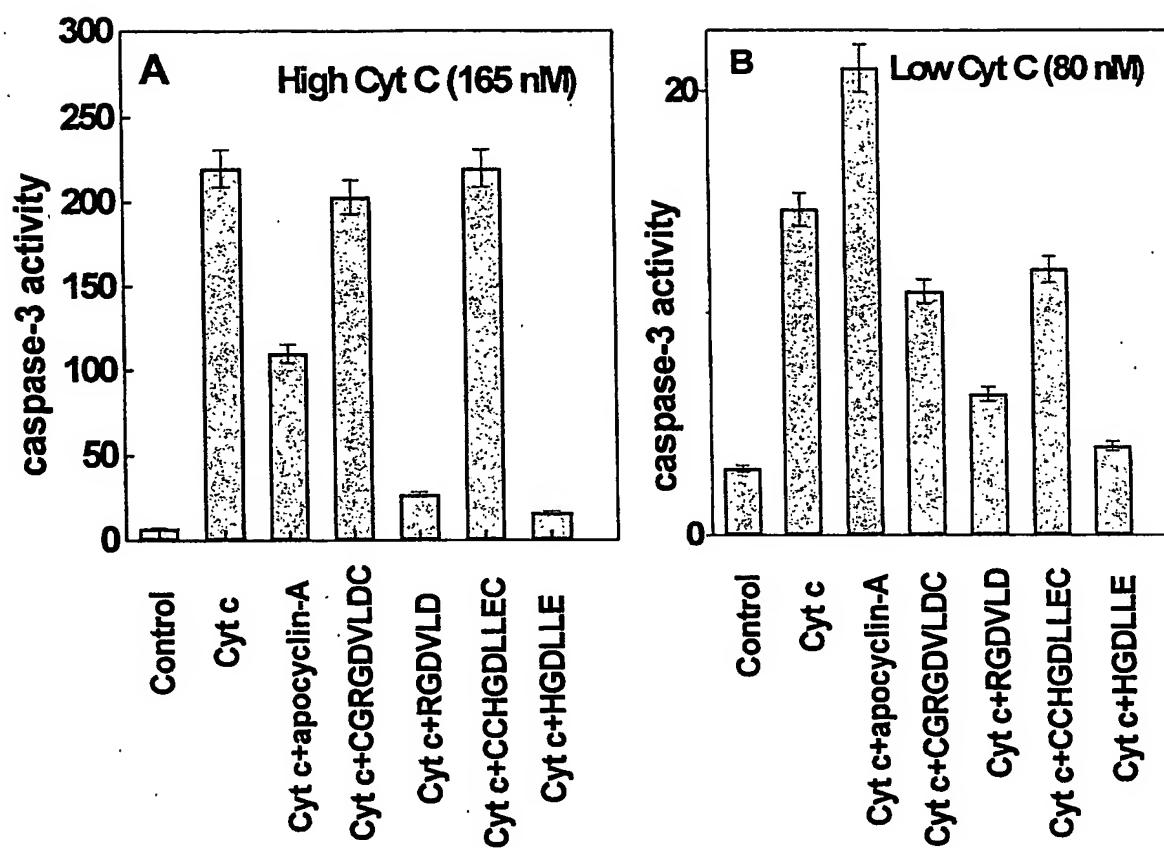 A
High Cyt C (165 nM)
300
250
200
150
100
50
0
caspase-3 activity
Control
Cyt c
Cyt c+apocyclin-A
Cyt c+CGRGDVLDC
Cyt c+RGDVLD
Cyt c+CCHGDLLEC
Cyt c+HGDLLE
B
Low Cyt C (80 nM)
20
0
caspase-3 activity
Control
Cyt c
Cyt c+apocyclin-A
Cyt c+CGRGDVLDC
Cyt c+RGDVLD
Cyt c+CCHGDLLEC
Cyt c+HGDLLE